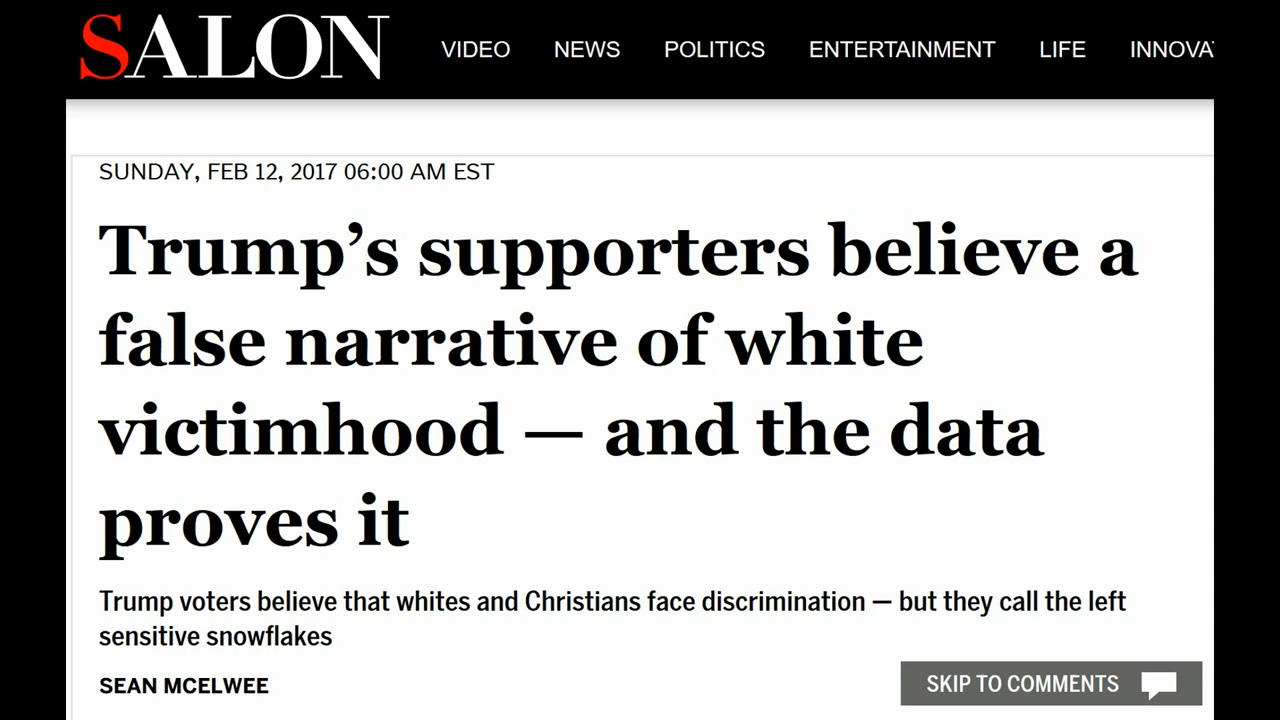 SALON VIDEO NEWS POLITICS ENTERTAINMENT LIFE INNOVA
SUNDAY, FEB 12, 2017 06:00 AM EST
Trump’s supporters believe a
false narrative of white
victimhood — and the data
proves it
Trump voters believe that whites and Christians face discrimination — but they call the left
sensitive snowflakes
SEAN MCELWEE
SKIP TO COMMENTS